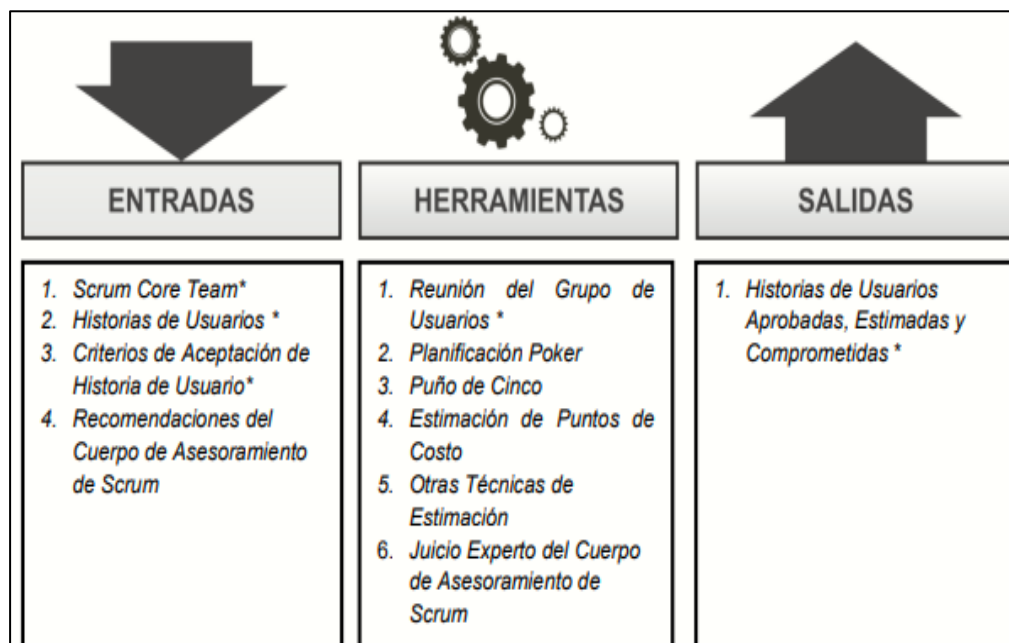 ENTRADAS
HERRAMIENTAS
SALIDAS
1. Scrum Core Team*
2. Historias de Usuarios *
3. Criterios de Aceptación de
Historia de Usuario*
4. Recomendaciones del
Cuerpo de Asesoramiento
de Scrum
1. Reunión del Grupo de
Usuarios *
2. Planificación Poker
3. Puño de Cinco
4. Estimación de Puntos de
Costo
5. Otras Técnicas de
Estimación
6. Juicio Experto del Cuerpo
de Asesoramiento de
Scrum
1. Historias de Usuarios
Aprobadas, Estimadas y
Comprometidas *